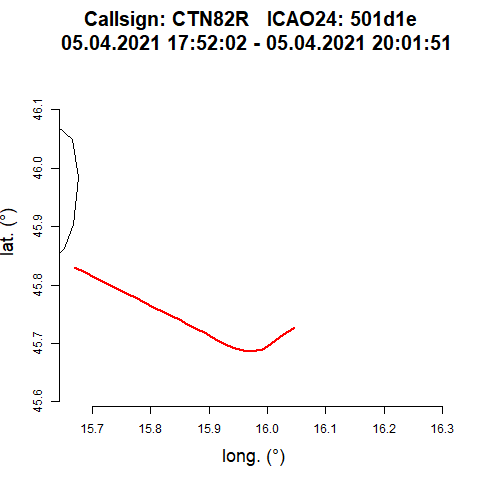 Callsign: CTN82R   ICAO24: 501d1e
05.04.2021 17:52:02 - 05.04.2021 20:01:51
46.1
46.0
45.9
45.8
45.7
45.6
lat. (°)
15.7 15.8 15.9 16.0 16.1 16.2 16.3
long. (°)